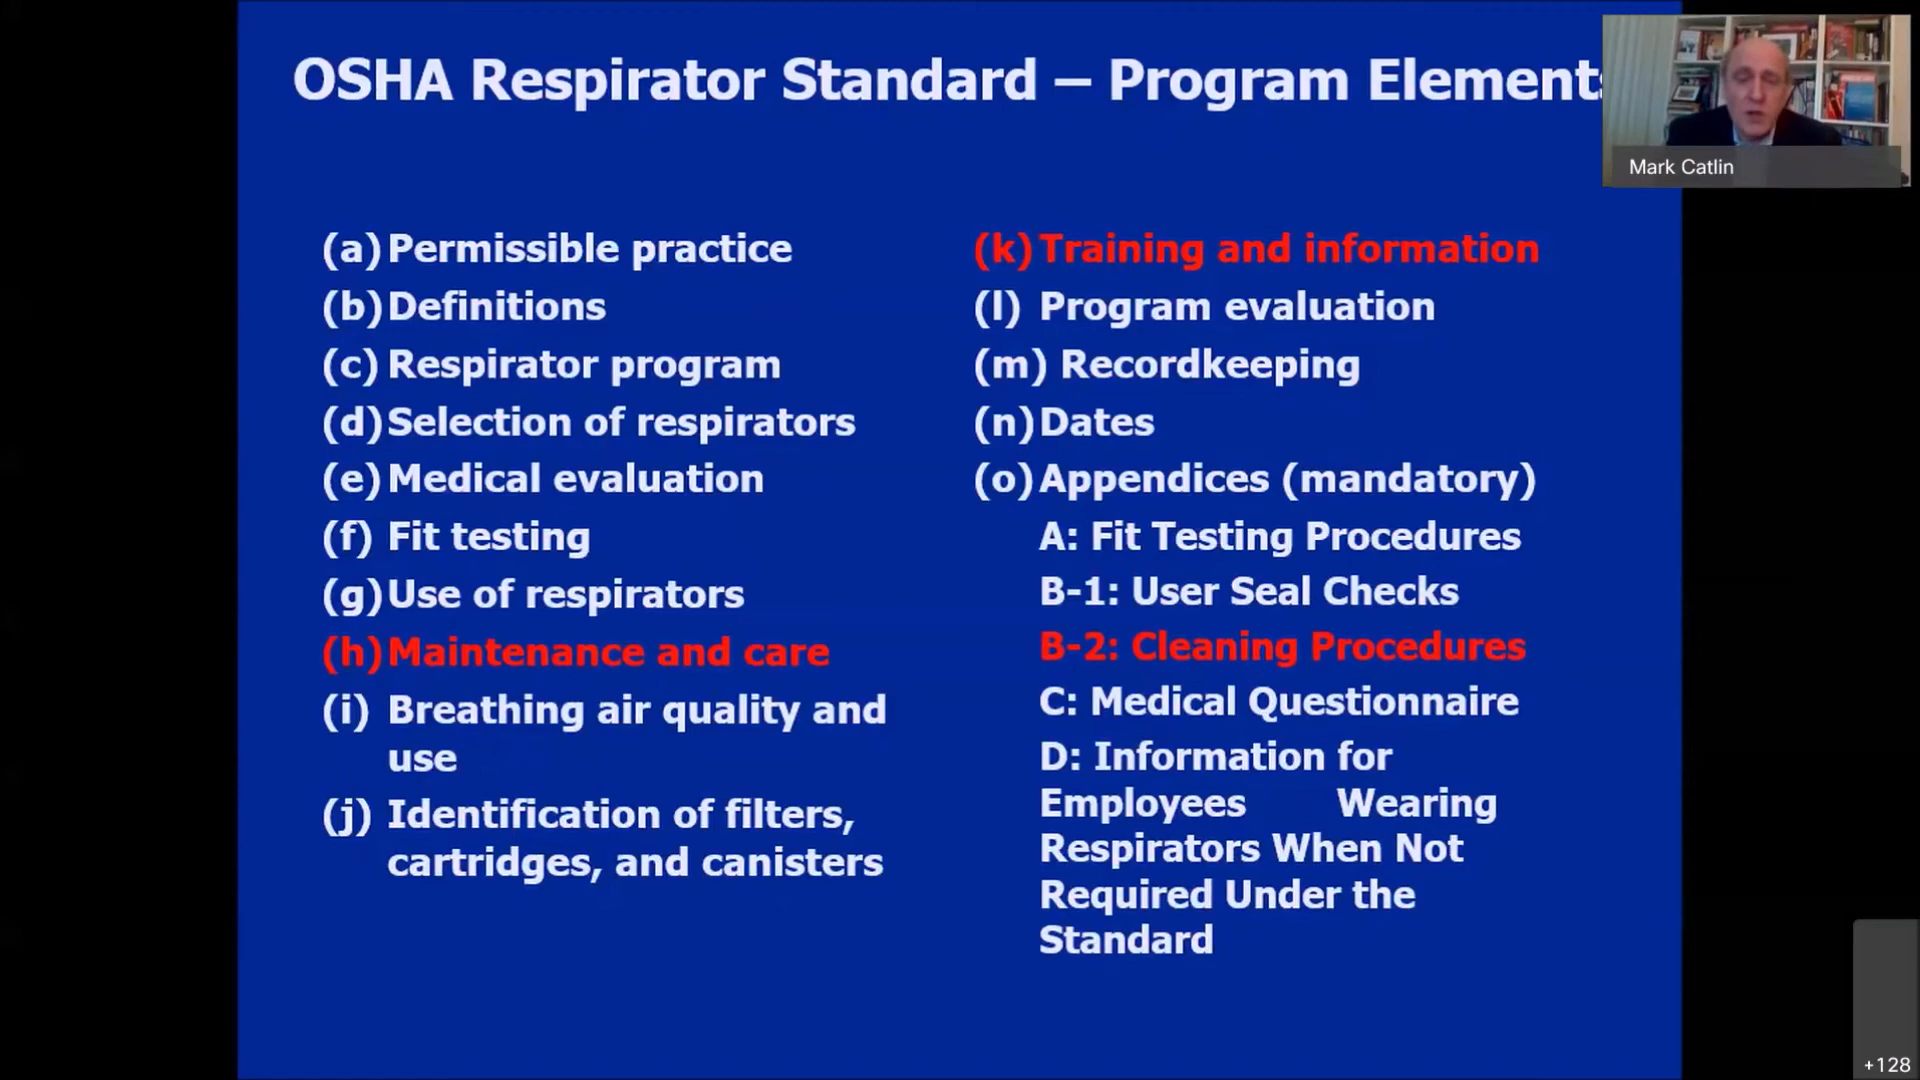 OSHA Respirator Standard – Program Elements
Mark Catlin
(a) Permissible practice
(b) Definitions
(c) Respirator program
(d) Selection of respirators
(e) Medical evaluation
(f) Fit testing
(g) Use of respirators
(h) Maintenance and care
(i) Breathing air quality and
use
(j) Identification of filters,
cartridges, and canisters
(k) Training and information
(l) Program evaluation
(m) Recordkeeping
(n) Dates
(o) Appendices (mandatory)
A: Fit Testing Procedures
B-1: User Seal Checks
B-2: Cleaning Procedures
C: Medical Questionnaire
D: Information for
Employees Wearing
Respirators When Not
Required Under the
Standard
+128